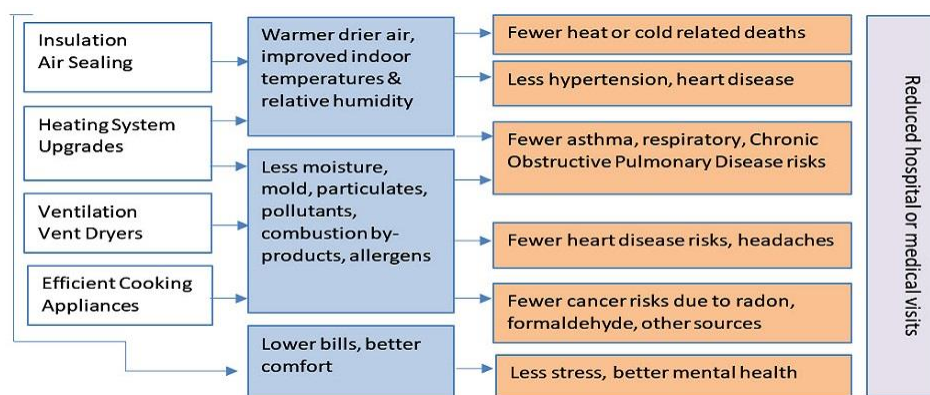 Insulation
Air Sealing
Heating System
Upgrades
Ventilation
Vent Dryers
Efficient Cooking
Appliances
Warmer drier air,
improved indoor
temperatures &
relative humidity
Less moisture,
mold, particulates,
pollutants,
combustion by-
products, allergens
Lower bills, better
comfort
Fewer heat or cold related deaths
Less hypertension, heart disease
Fewer asthma, respiratory, Chronic
Obstructive Pulmonary Disease risks
Fewer heart disease risks, headaches
Fewer cancer risks due to radon,
formaldehyde, other sources
Less stress, better mental health
Reduced hospital or medical visits